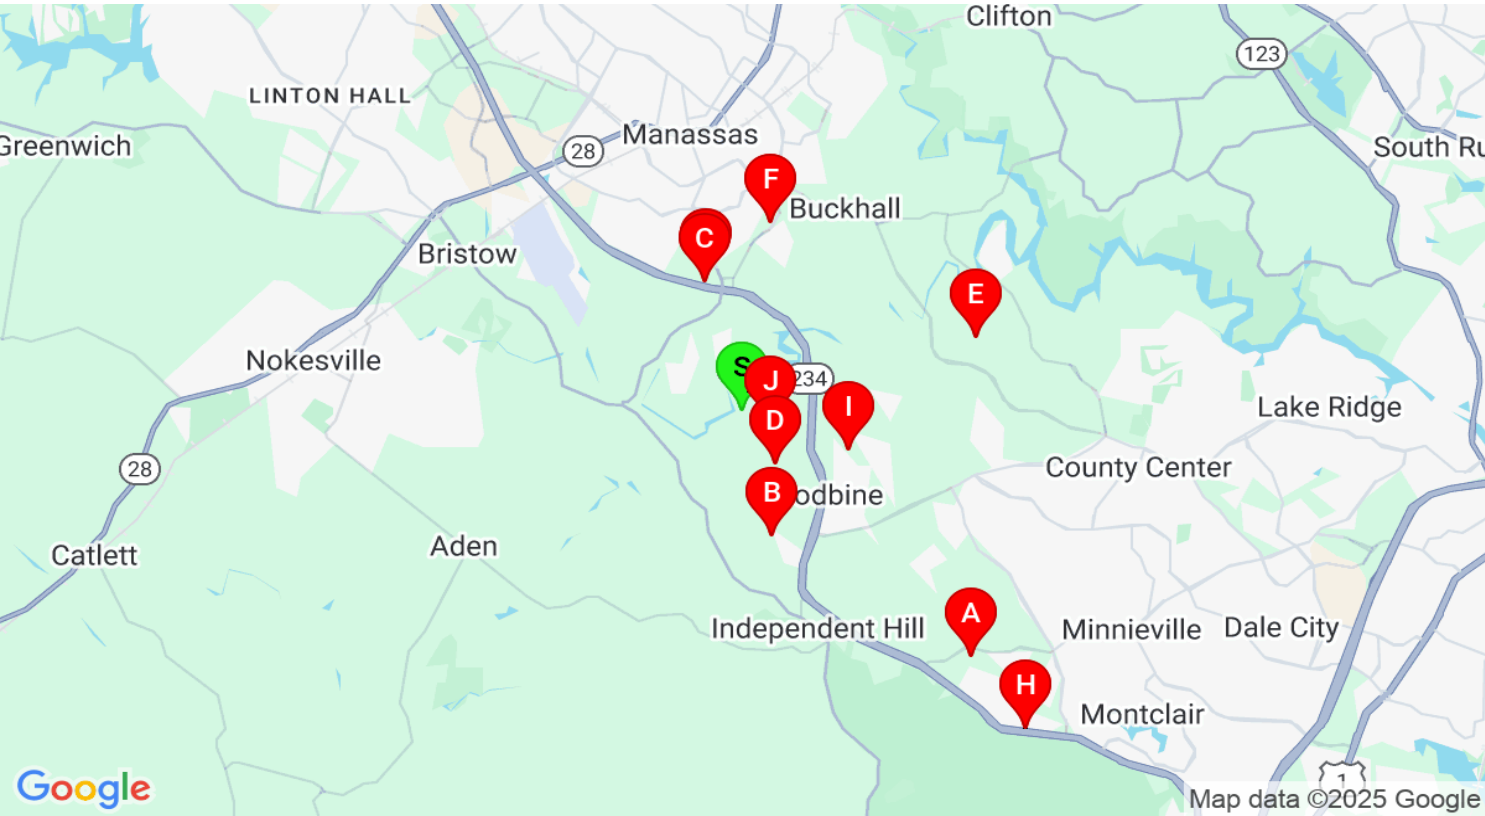 Clifton
123
LINTON HALL
Manassas
Greenwich
28
South Ru
F
Buckhall
C
Bristow
E
Nokesville
S
J
234
I
D
Lake Ridge
28
County Center
B
odbine
Aden
Catlett
A
Independent Hill
Minnieville
Dale City
H
Montclair
1
Google
Map data ©2025 Google